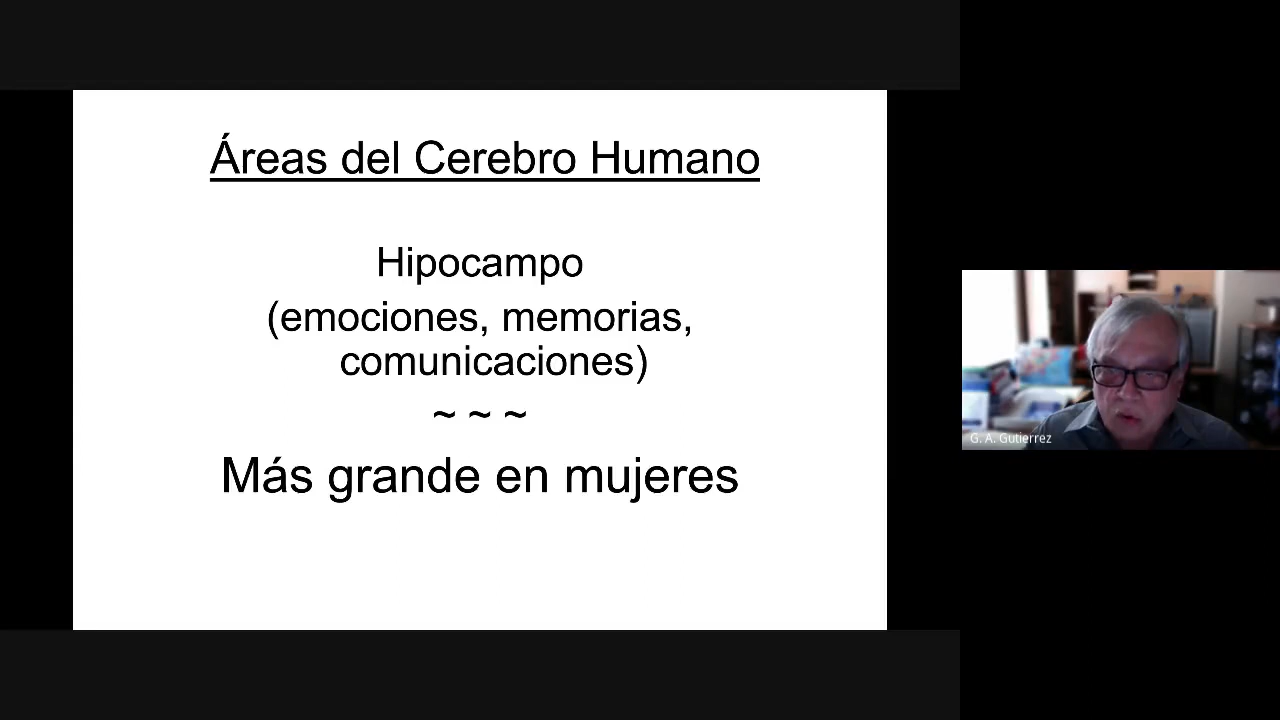 Áreas del Cerebro Humano
Hipocampo
(emociones, memorias,
comunicaciones)
~ ~ ~
Más grande en mujeres
G. A. Gutierrez